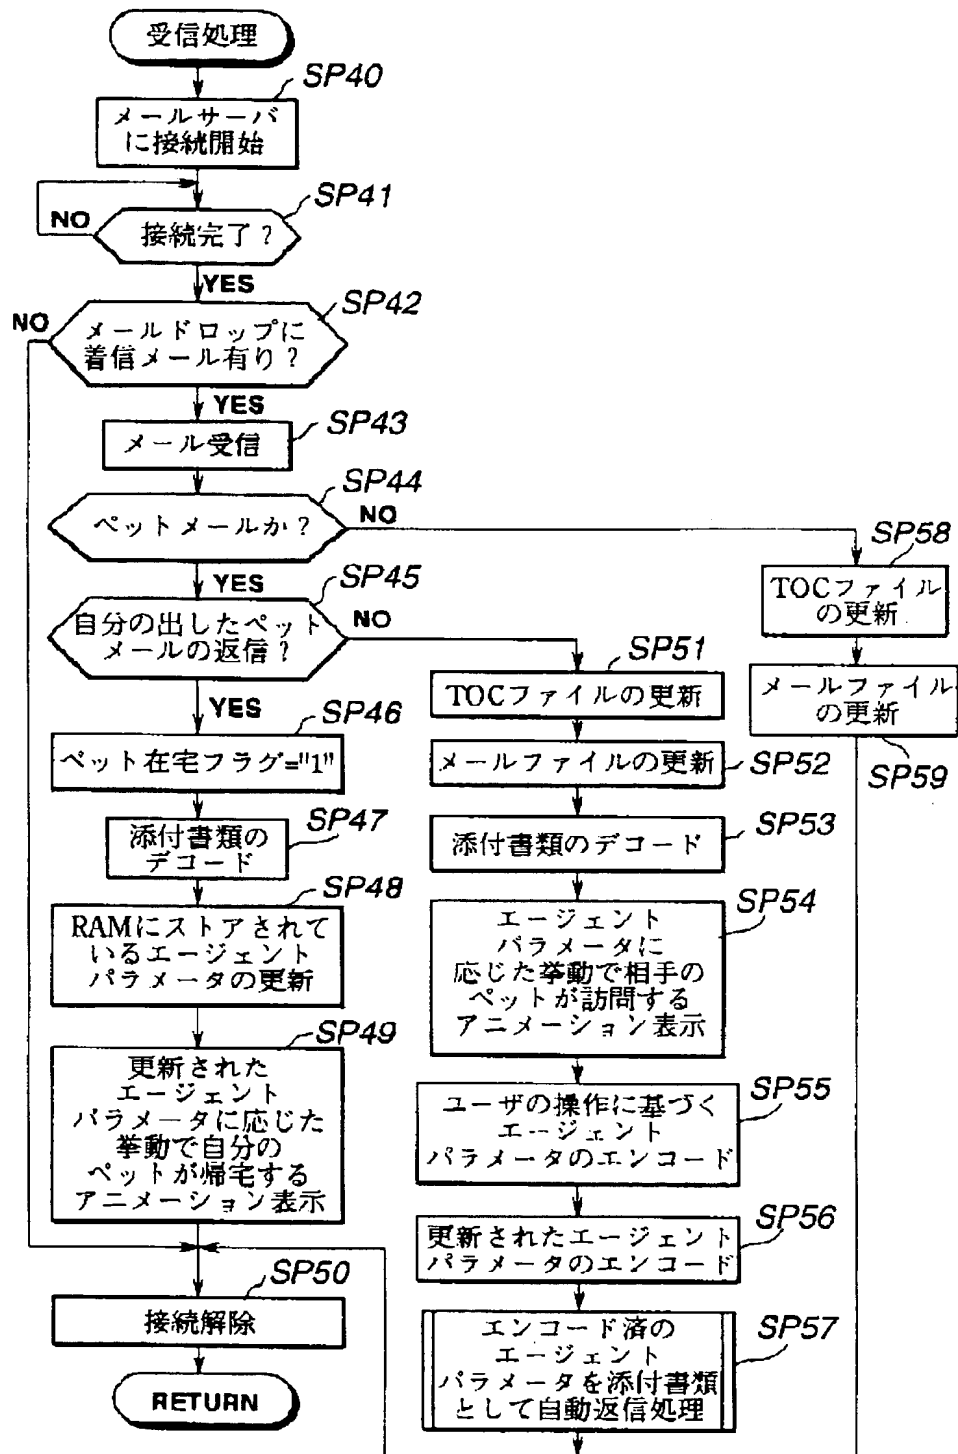 受信処理
SP40
メールサーバ
に接続開始
SP41
NO
接続完了?
YES
SP42
NO
メールドロップに
着信メール有り?
YES
SP43
メール受信
SP44
ペットメールか?
NO
YES
SP45
自分の出したペット
メールの返信?
NO
YES
SP46
ペット在宅フラグ="1"
SP47
添付書類の
デコード
SP48
RAMにストアされて
いるエージェント
パラメータの更新
SP49
更新された
エージェント
パラメータに応じた
挙動で自分の
ペットが帰宅する
アニメーション表示
SP50
接続解除
RETURN
SP51
TOCファイルの更新
メールファイルの更新
SP52
SP53
添付書類のデコード
SP54
エージェント
パラメータに
応じた挙動で相手の
ペットが訪問する
アニメーション表示
SP55
ユーザの操作に基づく
エージェント
パラメータのエンコード
SP56
更新されたエージェント
パラメータのエンコード
SP57
エンコード済の
エージェント
パラメータを添付書類
として自動返信処理
SP58
TOCファイル
の更新
メールファイル
の更新
SP59